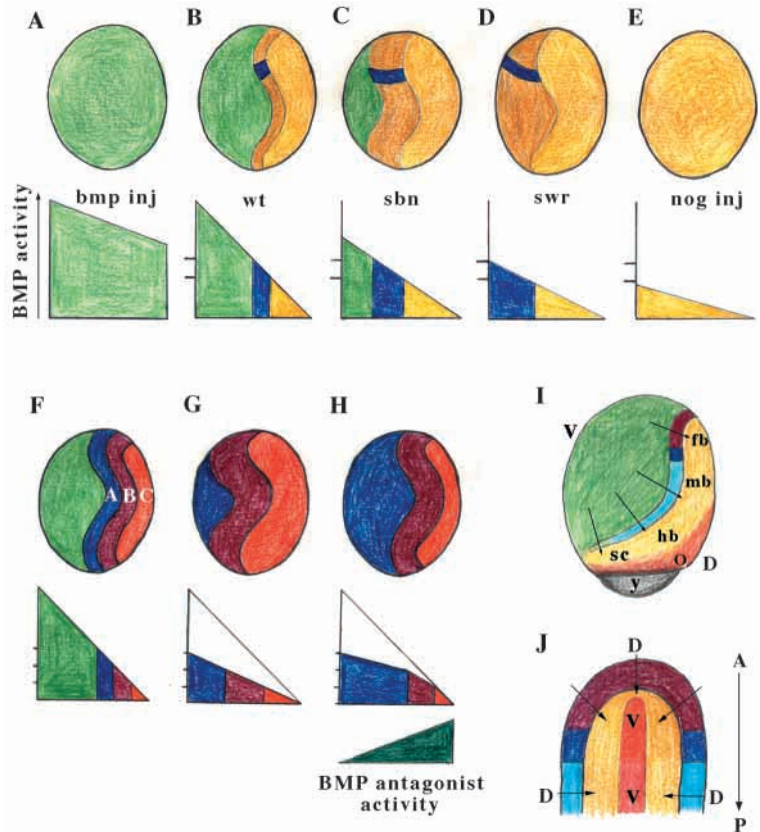 A B C D E
bmp inj wt sbn swr nog inj
BMP activity
F G H I
A B C
V fb
mb
hb
sc
O D
y
J D A
V
D V D
P
BMP antagonist
activity